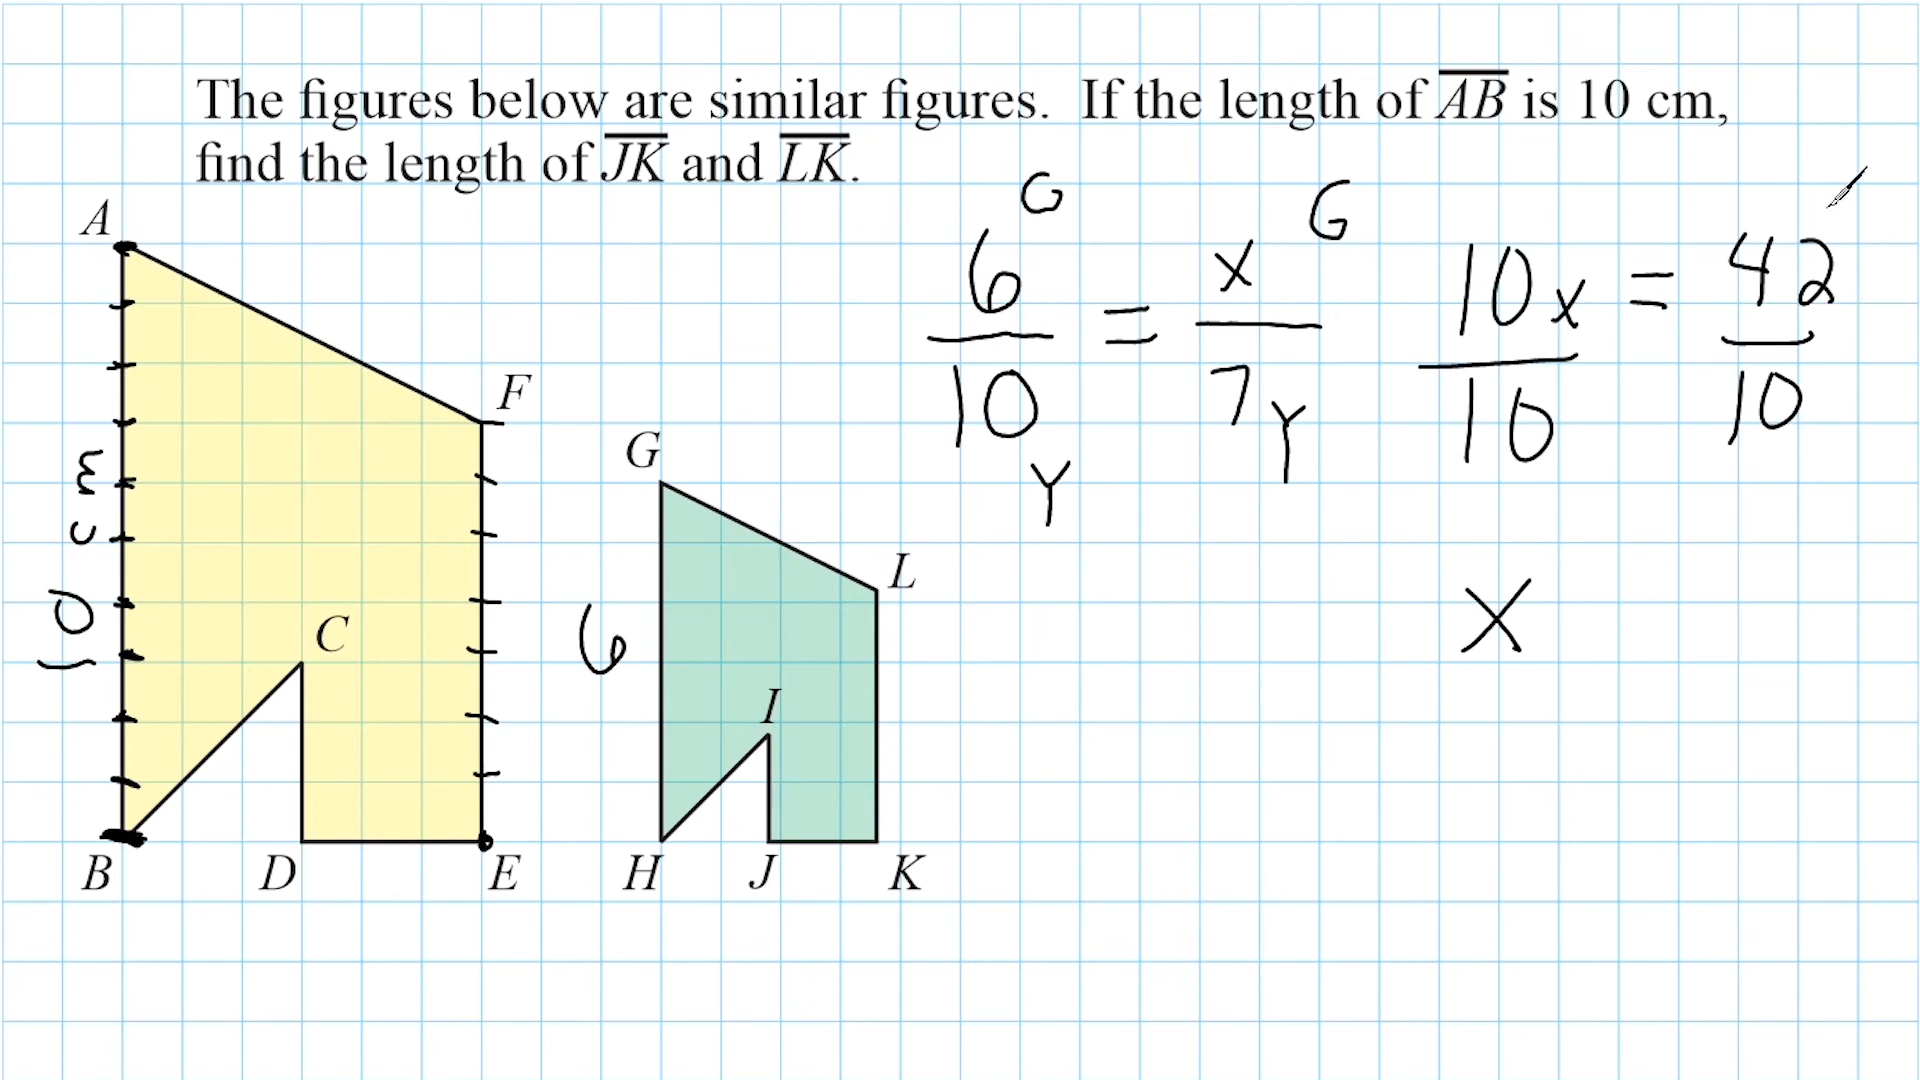 The figures below are similar figures. If the length of AB is 10 cm,
find the length of JK and LK.
A
F
G
L
C
I
B
D
E
H
J
K
10 cm
6
G
G
6
=
x
10x = 42
10
7
10
10
Y
Y
x